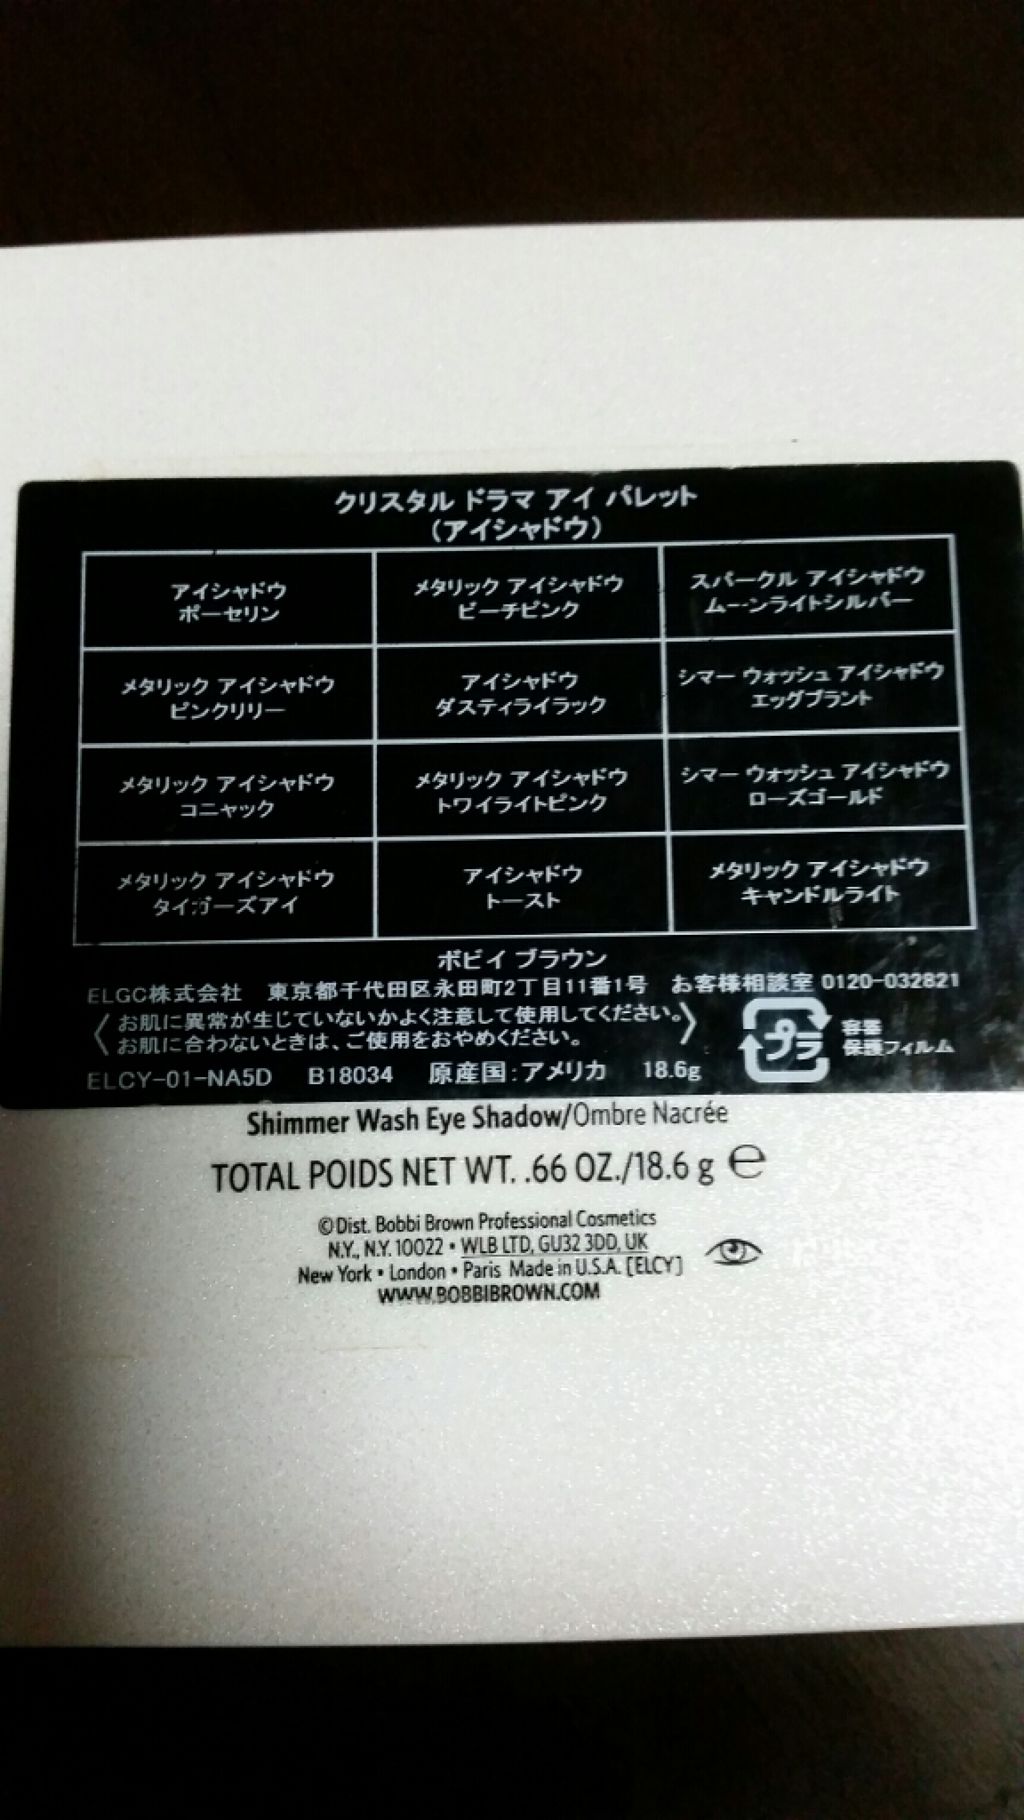 クリスタル ドラマ アイ パレット
(アイシャドウ)
アイシャドウ
ポーセリン
メタリック アイシャドウ
ピーチピンク
スパークル アイシャドウ
ムーンライトシルバー
メタリック アイシャドウ
ピンクリリー
アイシャドウ
ダスティライラック
シマー ウォッシュ アイシャドウ
エッグプラント
メタリック アイシャドウ
コニャック
メタリック アイシャドウ
トワイライトピンク
シマー ウォッシュ アイシャドウ
ローズゴールド
メタリック アイシャドウ
タイガーズアイ
アイシャドウ
トースト
メタリック アイシャドウ
キャンドルライト
ボビイ ブラウン
ELGC株式会社 東京都千代田区永田町2丁目11番1号 お客様相談室 0120-032821
〈お肌に異常が生じていないかよく注意して使用してください。
お肌に合わないときは、ご使用をおやめください。〉
プラ
容器
保護フィルム
ELCY-01-NA5D B18034 原産国:アメリカ 18.6g
Shimmer Wash Eye Shadow/Ombre Nacrée
TOTAL POIDS NET WT. .66 OZ./18.6 g ℮
©Dist. Bobbi Brown Professional Cosmetics
N.Y., N.Y. 10022 • WLB LTD, GU32 3DD, UK
New York • London • Paris Made in U.S.A. [ELCY]
WWW.BOBBIBROWN.COM